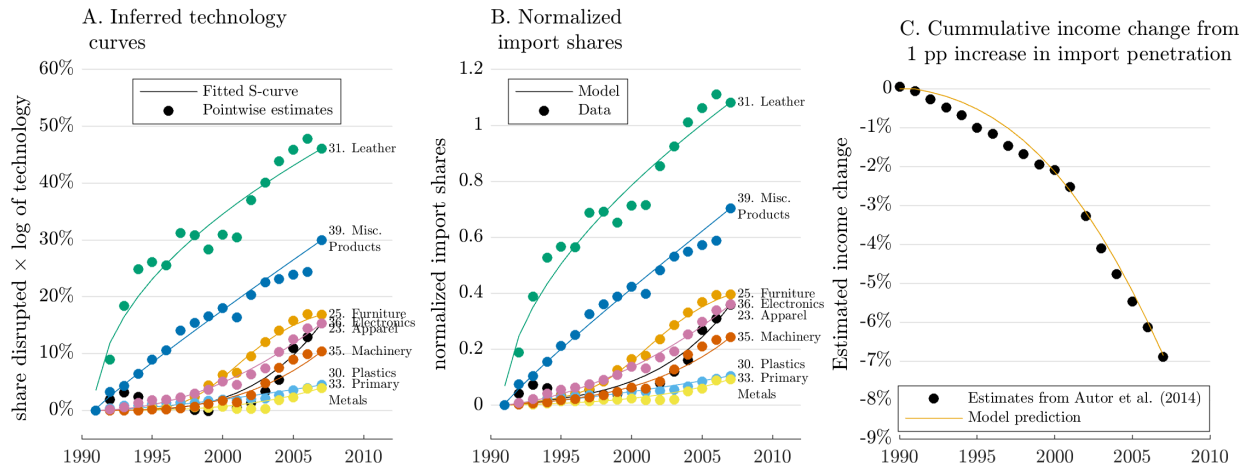 A. Inferred technology
curves
60%
50%
40%
30%
20%
10%
0%
share disrupted × log of technology
Fitted S-curve
Pointwise estimates
31. Leather
39. Misc.
Products
25. Furniture
36. Electronics
23. Apparel
35. Machinery
30. Plastics
33. Primary
Metals
1990
1995
2000
2005
2010
B. Normalized
import shares
1.2
1
0.8
0.6
0.4
0.2
0
normalized import shares
Model
Data
31. Leather
39. Misc.
Products
25. Furniture
36. Electronics
23. Apparel
35. Machinery
30. Plastics
33. Primary
Metals
1990
1995
2000
2005
2010
C. Cummulative income change from
1 pp increase in import penetration
0
-1%
-2%
-3%
-4%
-5%
-6%
-7%
-8%
-9%
Estimated income change
Estimates from Autor et al. (2014)
Model prediction
1990
1995
2000
2005
2010